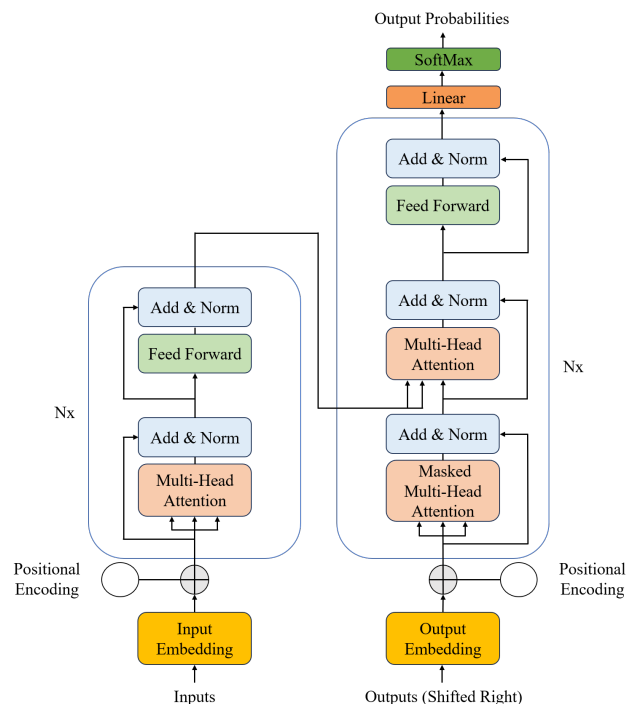 Output Probabilities
SoftMax
Linear
Add & Norm
Feed Forward
Add & Norm
Multi-Head
Attention
Nx
Add & Norm
Masked
Multi-Head
Attention
Positional
Encoding
Output
Embedding
Outputs (Shifted Right)
Add & Norm
Feed Forward
Nx
Add & Norm
Multi-Head
Attention
Positional
Encoding
Input
Embedding
Inputs